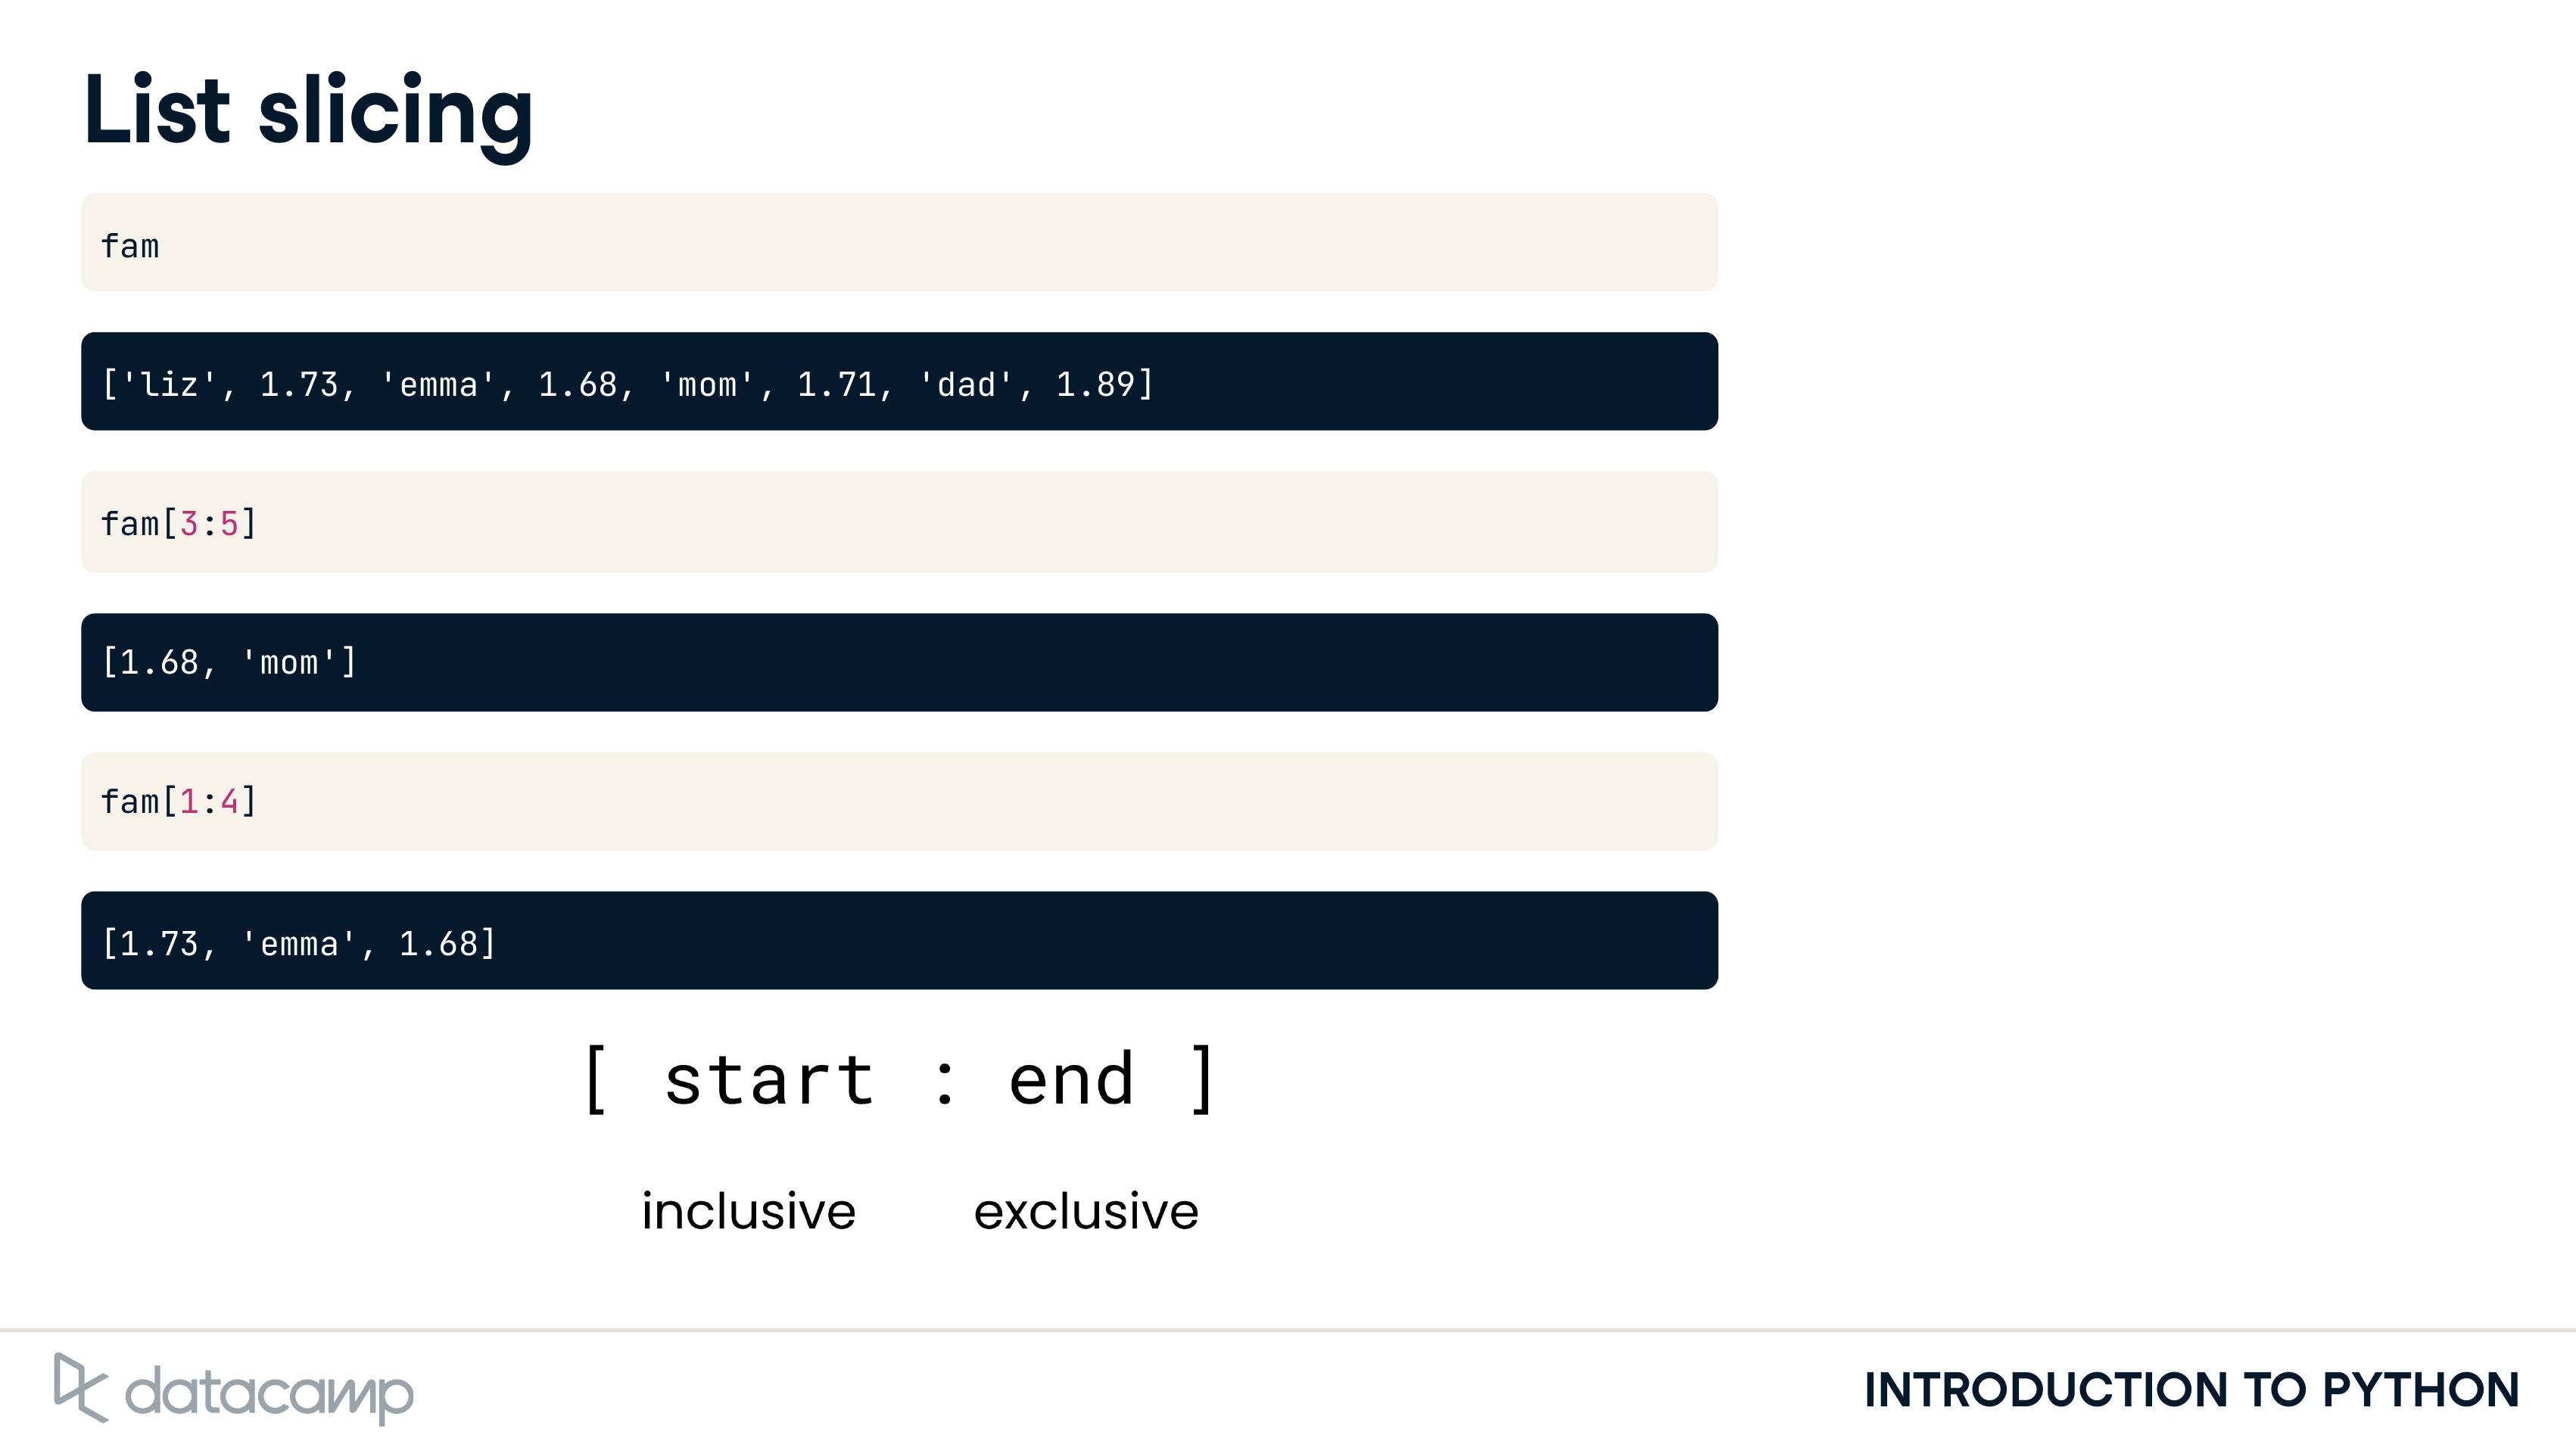 List slicing
fam
['liz', 1.73, 'emma', 1.68, 'mom', 1.71, 'dad', 1.89]
fam[3:5]
[1.68, 'mom']
fam[1:4]
[1.73, 'emma', 1.68]
[ start : end ]
inclusive exclusive
datacamp
INTRODUCTION TO PYTHON